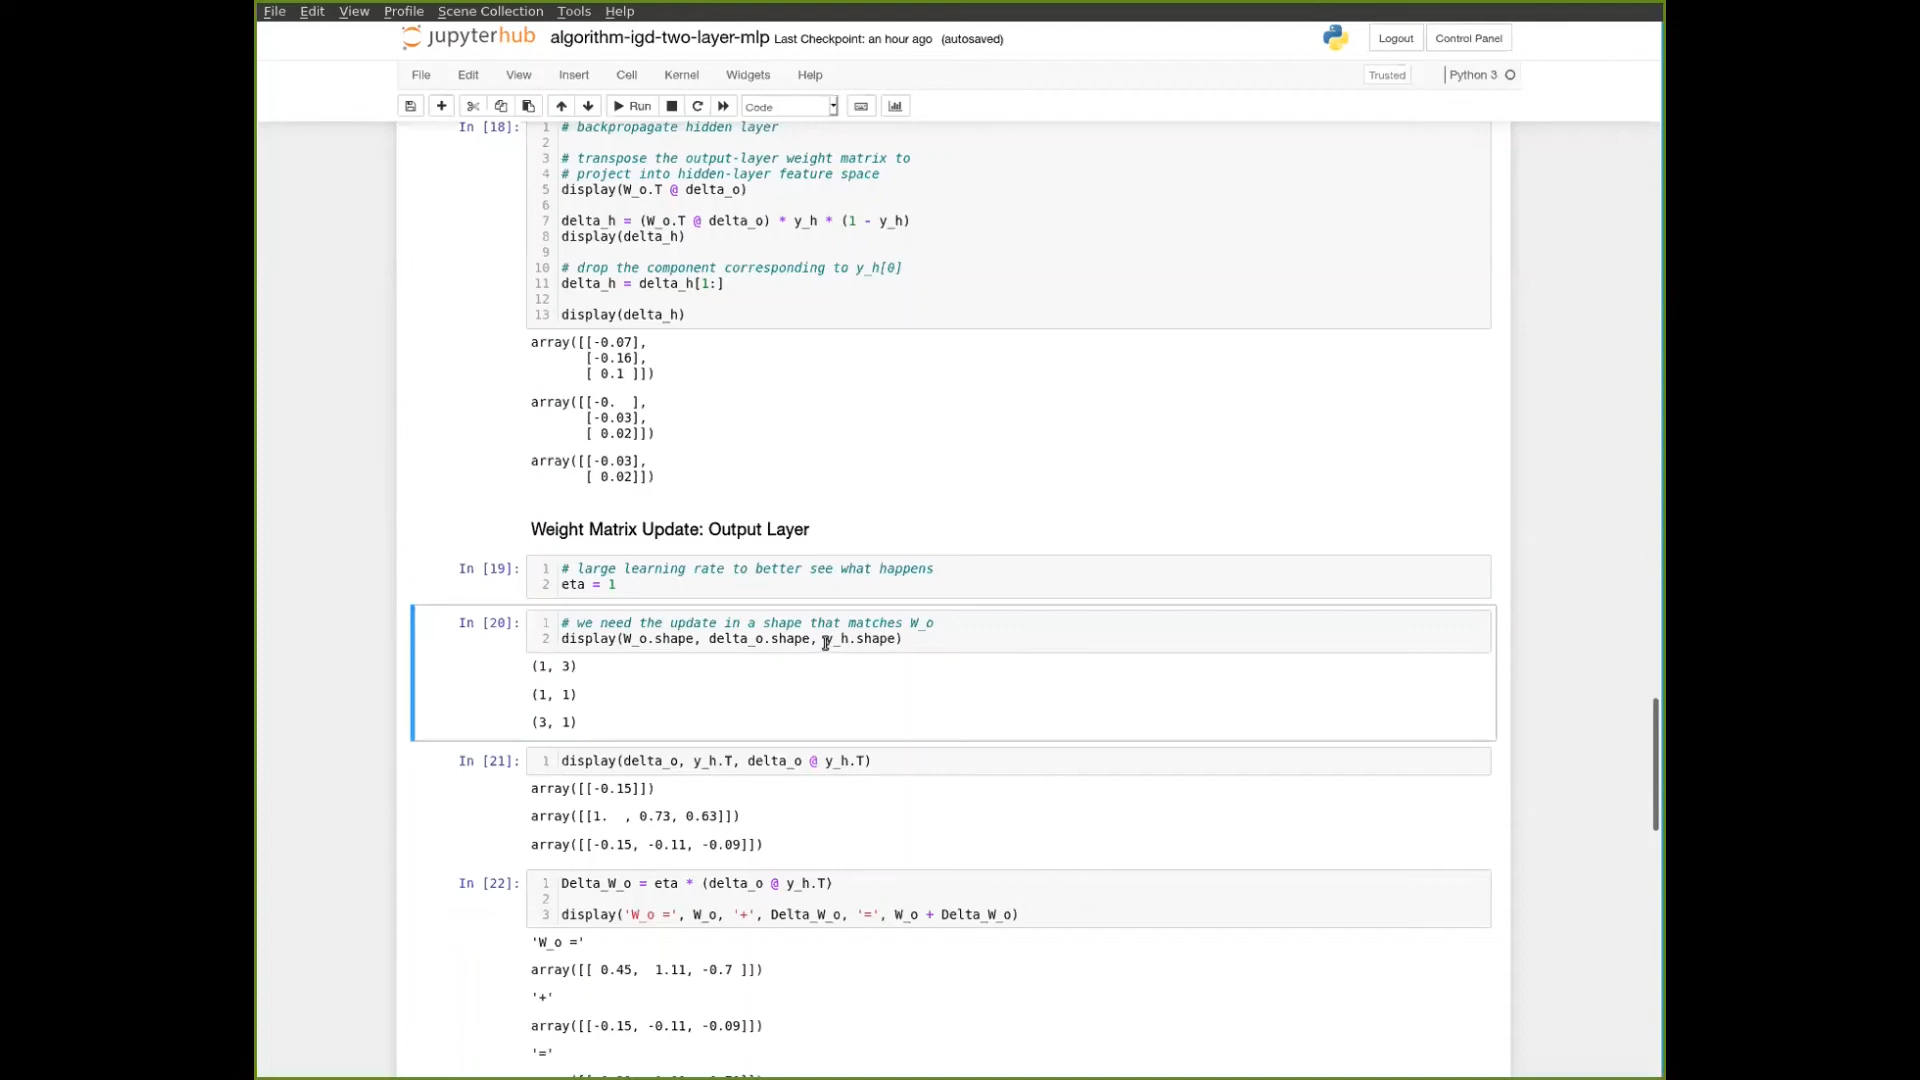 File Edit View Profile Scene Collection Tools Help
jupyterhub algorithm-igd-two-layer-mlp Last Checkpoint: an hour ago (autosaved) Logout Control Panel
File Edit View Insert Cell Kernel Widgets Help Trusted Python 3
Run Code
In [18]: 1 # backpropagate hidden layer
2
3 # transpose the output-layer weight matrix to
4 # project into hidden-layer feature space
5 display(W_o.T @ delta_o)
6
7 delta_h = (W_o.T @ delta_o) * y_h * (1 - y_h)
8 display(delta_h)
9
10 # drop the component corresponding to y_h[0]
11 delta_h = delta_h[1:]
12
13 display(delta_h)
array([[-0.07],
[-0.16],
[ 0.1 ]])
array([[-0. ],
[-0.03],
[ 0.02]])
array([[-0.03],
[ 0.02]])
Weight Matrix Update: Output Layer
In [19]: 1 # large learning rate to better see what happens
2 eta = 1
In [20]: 1 # we need the update in a shape that matches W_o
2 display(W_o.shape, delta_o.shape, y_h.shape)
(1, 3)
(1, 1)
(3, 1)
In [21]: 1 display(delta_o, y_h.T, delta_o @ y_h.T)
array([[-0.15]])
array([[1. , 0.73, 0.63]])
array([[-0.15, -0.11, -0.09]])
In [22]: 1 Delta_W_o = eta * (delta_o @ y_h.T)
2
3 display('W_o =', W_o, '+', Delta_W_o, '=', W_o + Delta_W_o)
'W_o ='
array([[ 0.45, 1.11, -0.7 ]])
'+'
array([[-0.15, -0.11, -0.09]])
'='